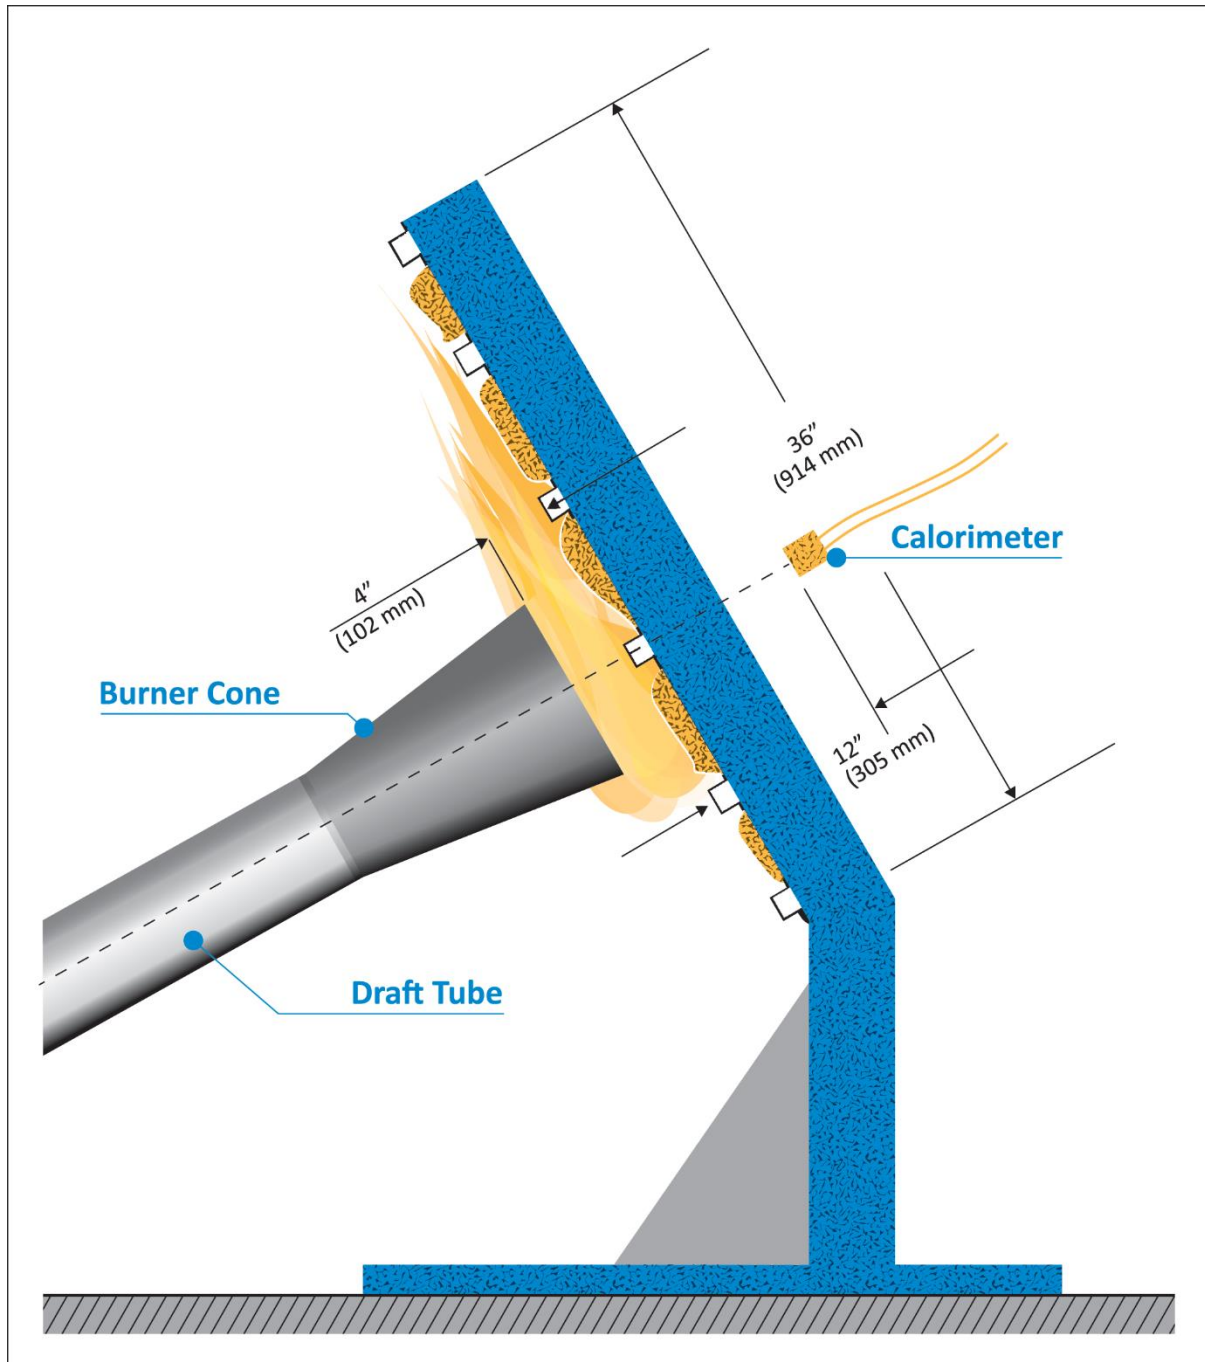 36”
(914 mm)
Calorimeter
4”
(102 mm)
Burner Cone
12”
(305 mm)
Draft Tube